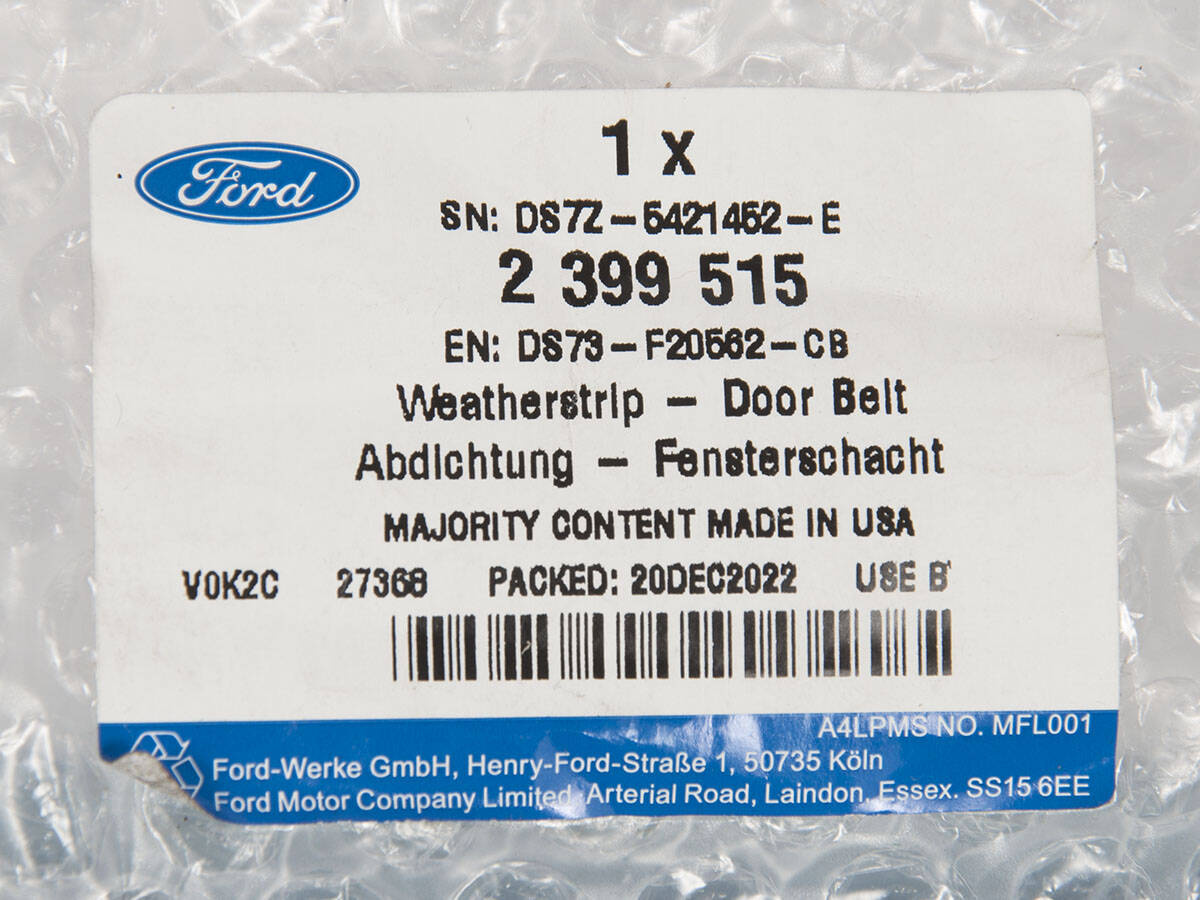 Ford
1 x
SN: DS7Z-5421452-E
2 399 515
EN: DS73-F20562-CB
Weatherstrip - Door Belt
Abdichtung - Fensterschacht
MAJORITY CONTENT MADE IN USA
V0K2C 27368 PACKED: 20DEC2022 USE B'
A4LPMS NO. MFL001
Ford-Werke GmbH, Henry-Ford-Straße 1, 50735 Köln
Ford Motor Company Limited, Arterial Road, Laindon, Essex. SS15 6EE